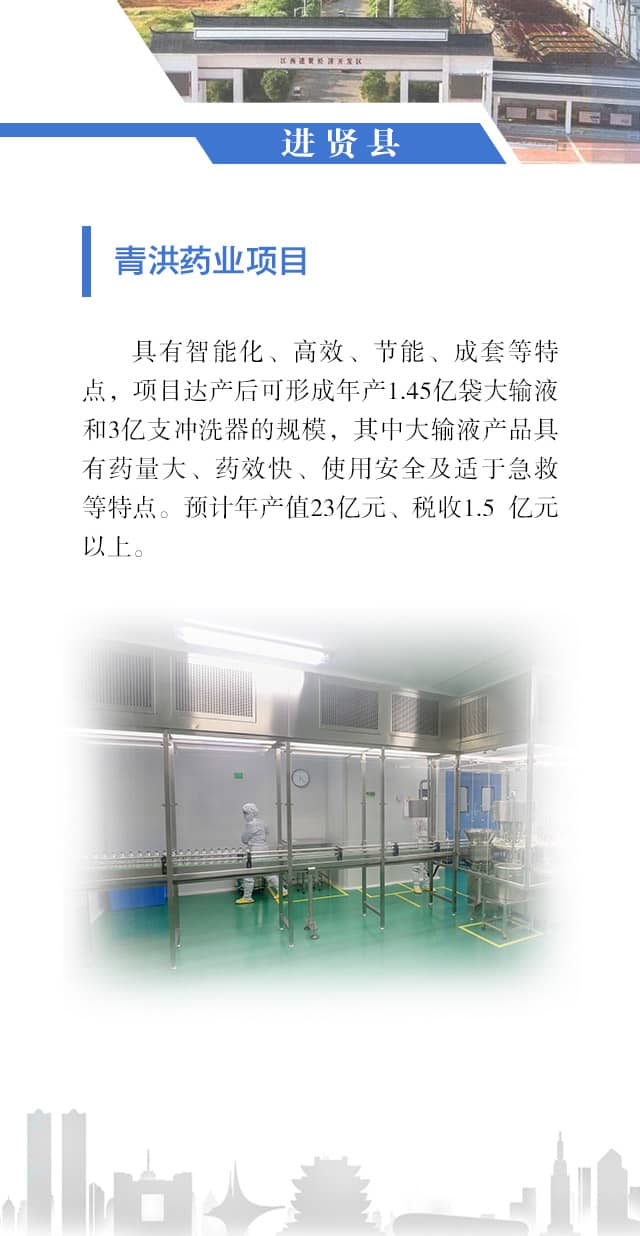 江西进贤经济开发区
进贤县
青洪药业项目
具有智能化、高效、节能、成套等特
点，项目达产后可形成年产1.45亿袋大输液
和3亿支冲洗器的规模，其中大输液产品具
有药量大、药效快、使用安全及适于急救
等特点。预计年产值23亿元、税收1.5 亿元
以上。